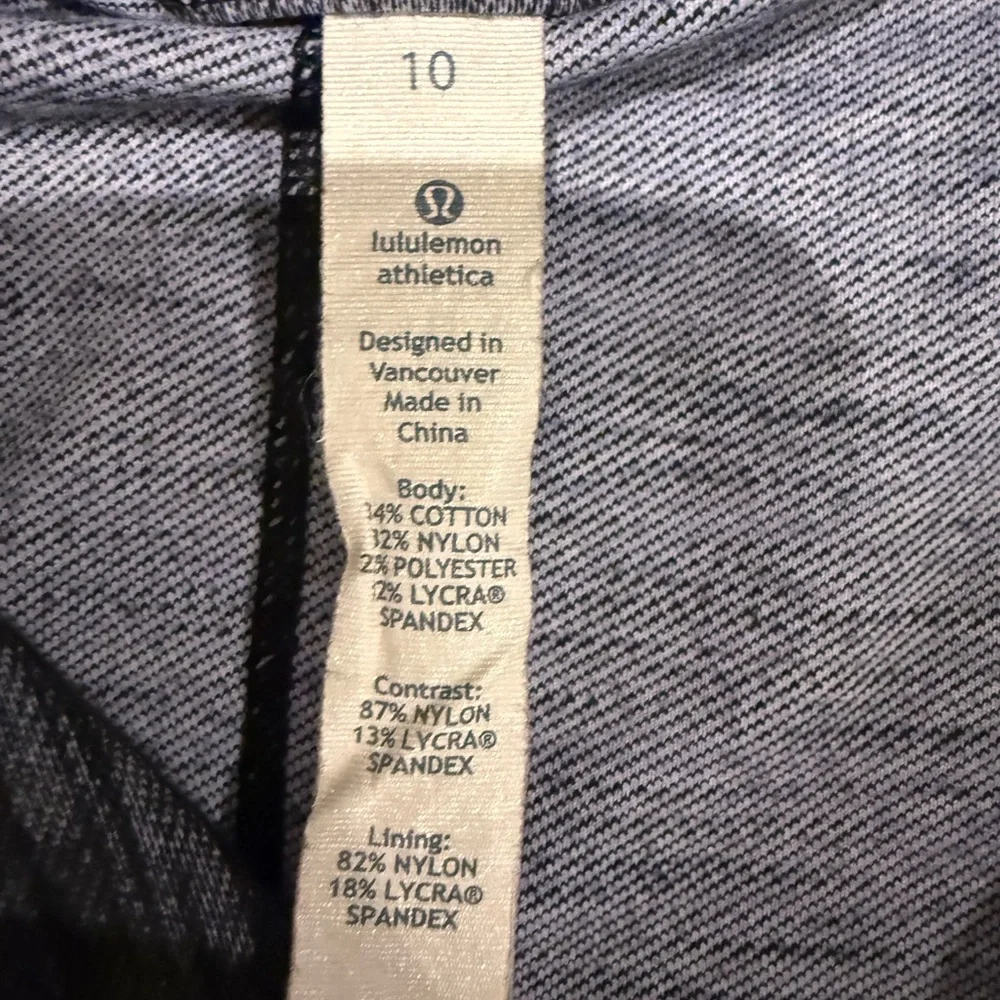 10
lululemon
athletica
Designed in
Vancouver
Made in
China
Body:
COTTON
NYLON
POLYESTER
LYCRA®
SPANDEX
Contrast:
87% NYLON
13% LYCRA®
SPANDEX
Lining:
82% NYLON
18% LYCRA®
SPANDEX